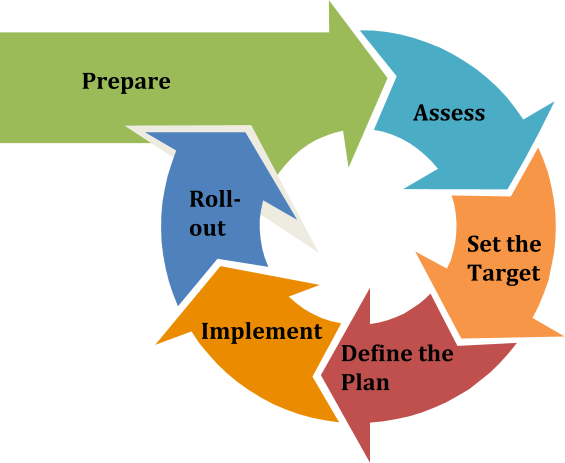 Prepare
Assess
Set the
Target
Define the
Plan
Implement
Roll-
out